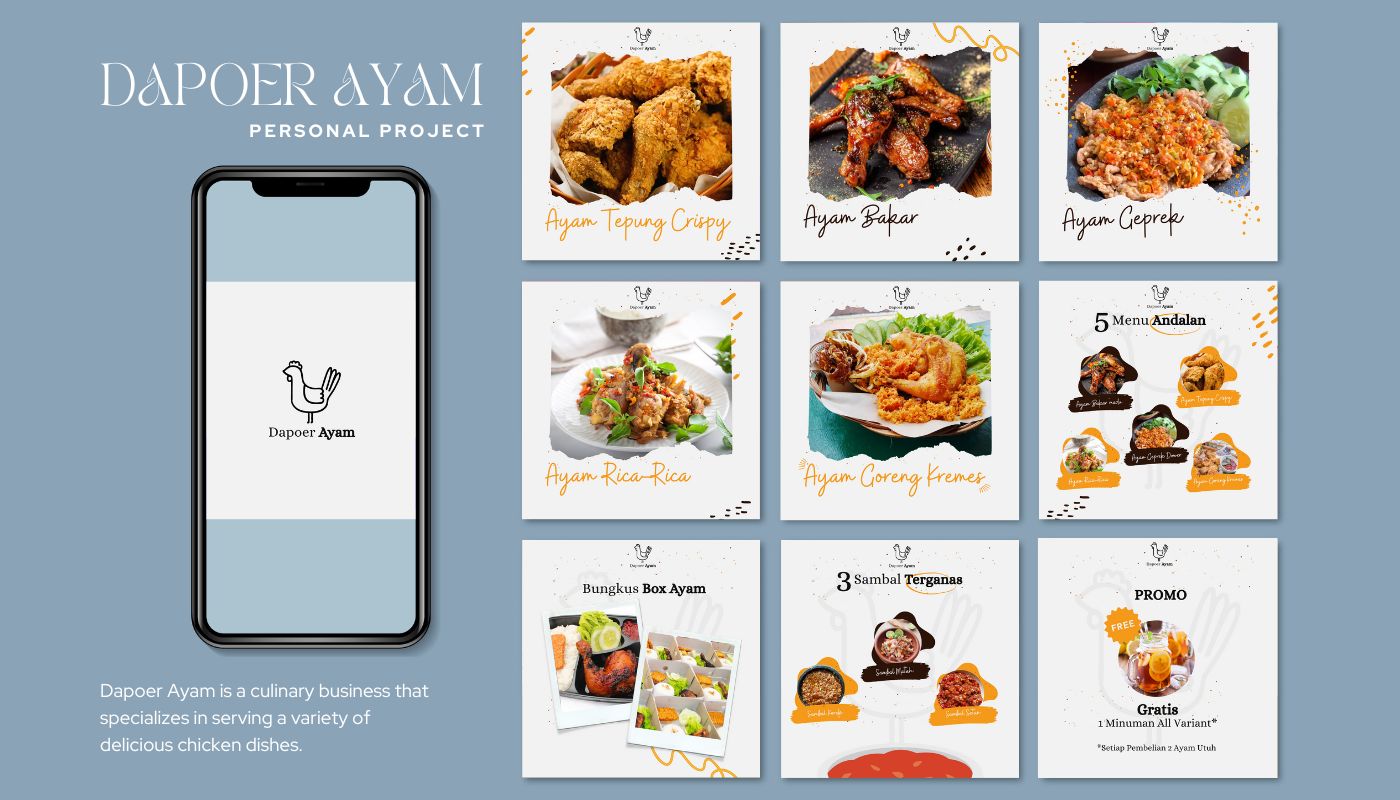 DAPOER AYAM
PERSONAL PROJECT
Dapoer Ayam
Dapoer Ayam is a culinary business that
specializes in serving a variety of
delicious chicken dishes.
Dapoer Ayam
Ayam Tepung Crispy
Dapoer Ayam
Ayam Bakar
Dapoer Ayam
Ayam Geprek
Dapoer Ayam
Ayam Rica-Rica
Dapoer Ayam
Ayam Goreng Kremes
Dapoer Ayam
5 Menu Andalan
Ayam Bakar madu
Ayam Tepung Crispy
Ayam Geprek Dower
Ayam Rica-Rica
Ayam Goreng Kremes
Dapoer Ayam
Bungkus Box Ayam
Dapoer Ayam
3 Sambal Terganas
Sambal Matah
Sambal Korek
Sambal Setan
Dapoer Ayam
PROMO
FREE
Gratis
1 Minuman All Variant*
*Setiap Pembelian 2 Ayam Utuh